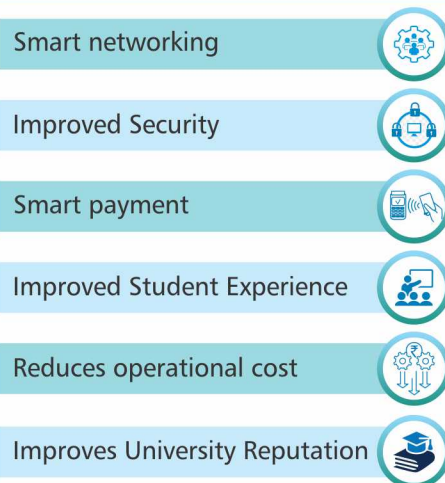 Smart networking
Improved Security
Smart payment
Improved Student Experience
Reduces operational cost
₹
Improves University Reputation